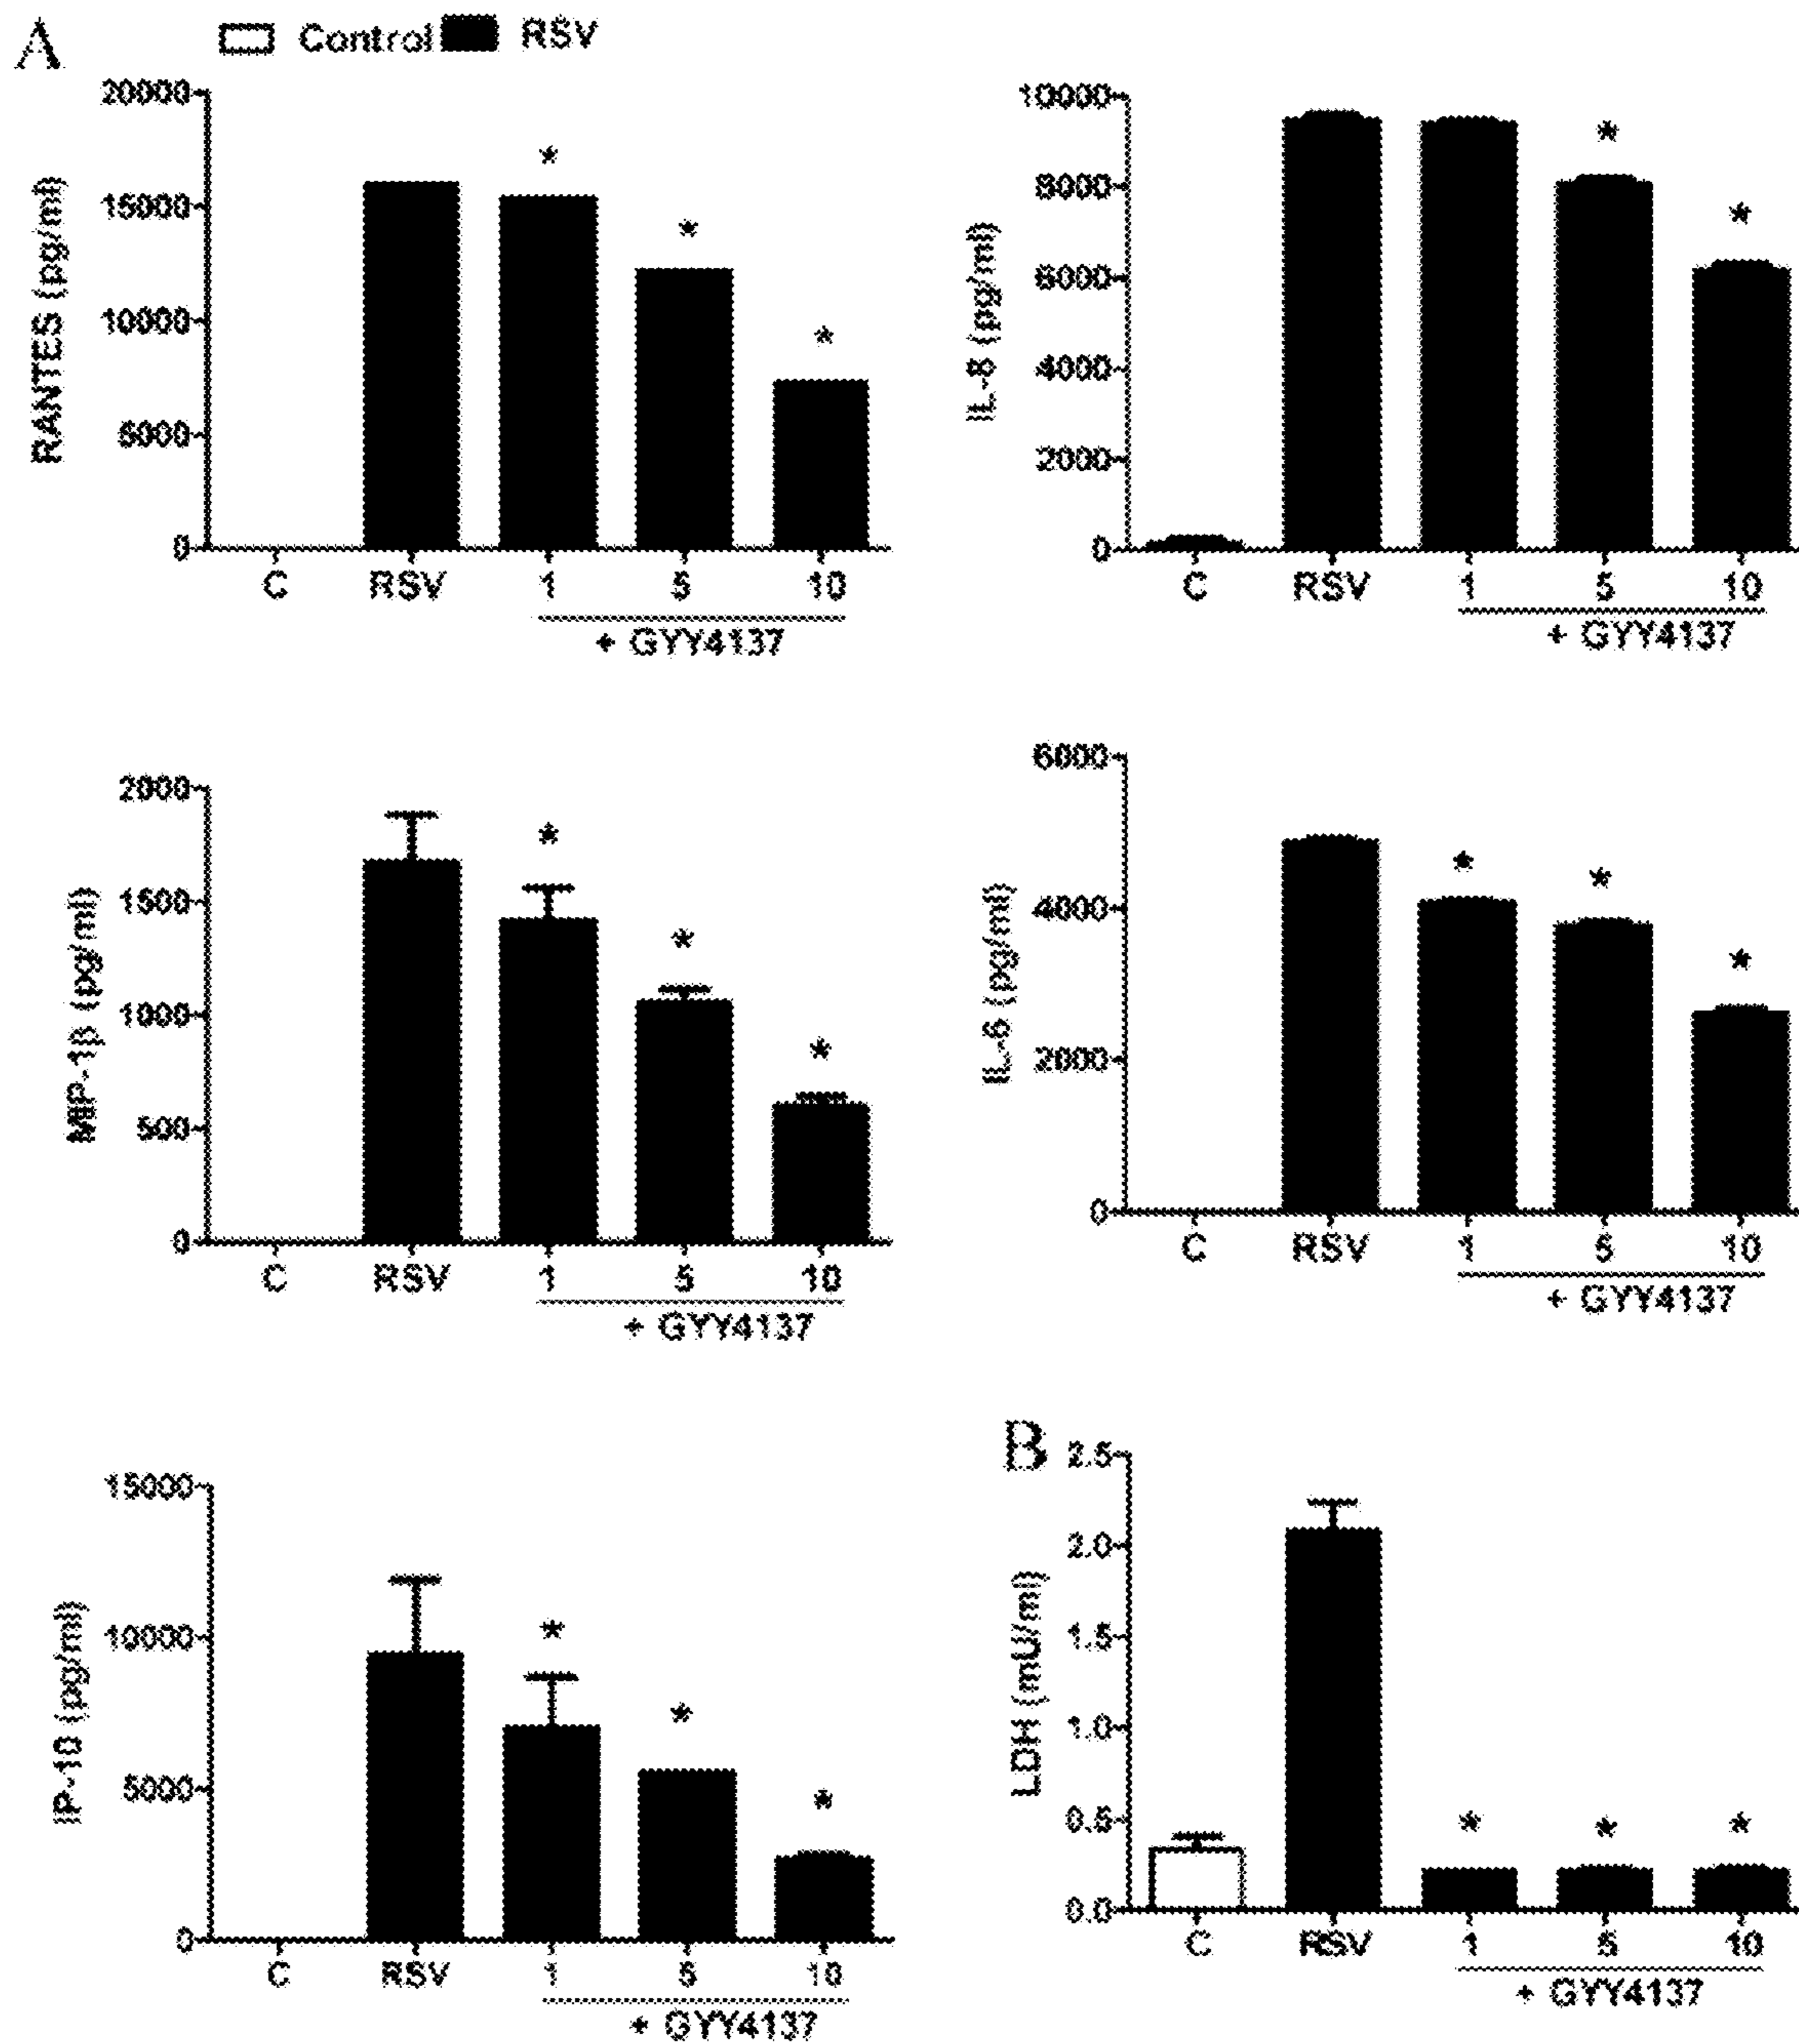 A
Control RSV
RANTES (pg/ml)
20000
15000
10000
5000
0
* * *
C RSV 1 5 10
+ GYY4137
IL-8 (pg/ml)
10000
8000
6000
4000
2000
0
* *
C RSV 1 5 10
+ GYY4137
MIP-1β (pg/ml)
2000
1500
1000
500
0
* * *
C RSV 1 5 10
+ GYY4137
IL-6 (pg/ml)
6000
4000
2000
0
* * *
C RSV 1 5 10
+ GYY4137
IP-10 (pg/ml)
15000
10000
5000
0
* * *
C RSV 1 5 10
+ GYY4137
B
LDH (mU/ml)
2.5
2.0
1.5
1.0
0.5
0.0
* * *
C RSV 1 5 10
+ GYY4137